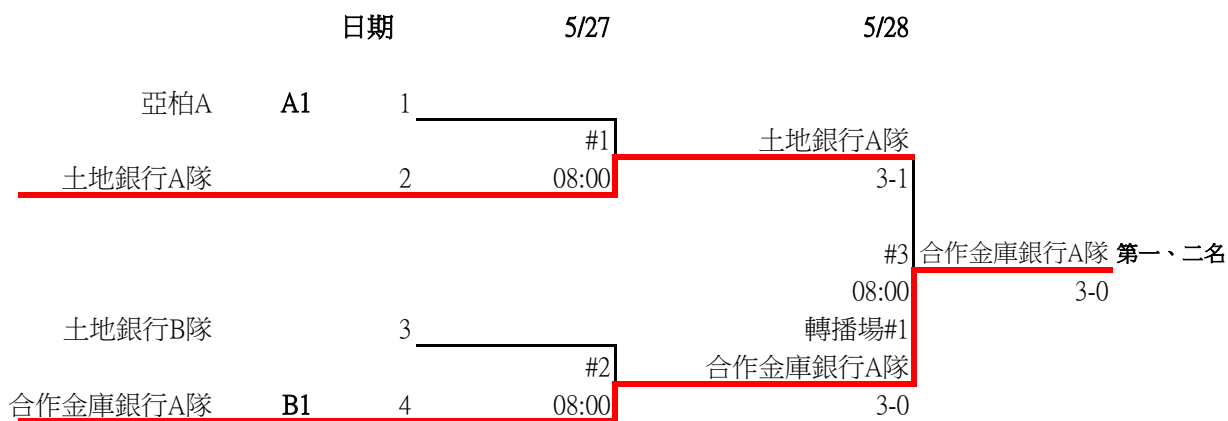 日期 5/27 5/28
亞柏A A1 1
#1 土地銀行A隊
土地銀行A隊 2 08:00 3-1
#3 合作金庫銀行A隊 第一、二名
08:00 3-0
土地銀行B隊 3 轉播場#1
#2 合作金庫銀行A隊
合作金庫銀行A隊 B1 4 08:00 3-0